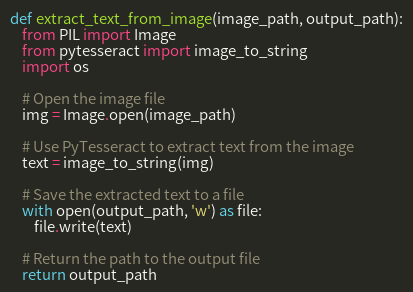 def extract_text_from_image(image_path, output_path):
    from PIL import Image
    from pytesseract import image_to_string
    import os

    # Open the image file
    img = Image.open(image_path)

    # Use PyTesseract to extract text from the image
    text = image_to_string(img)

    # Save the extracted text to a file
    with open(output_path, 'w') as file:
        file.write(text)

    # Return the path to the output file
    return output_path